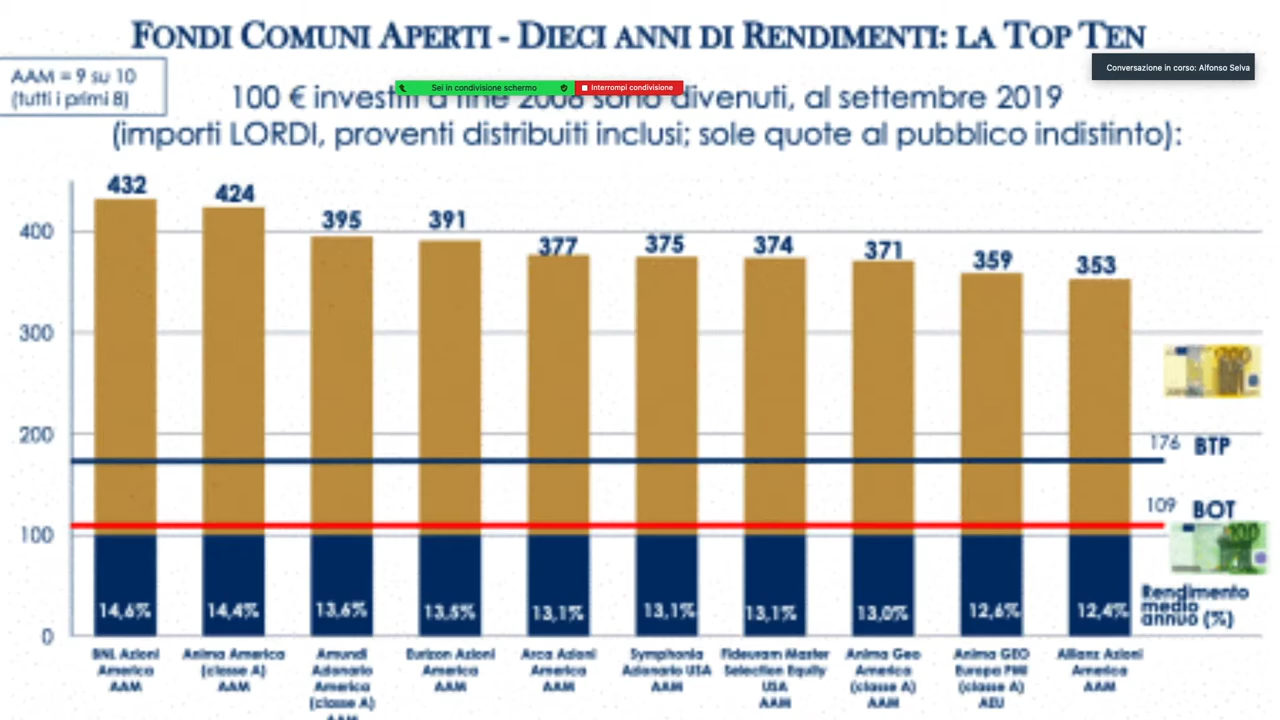 FONDI COMUNI APERTI - DIECI ANNI DI RENDIMENTI: LA TOP TEN
AAM = 9 su 10
(tutti i primi 8)
Conversazione in corso: Alfonso Selva
Sei in condivisione schermo
Interrompi condivisione
100 € investiti a fine 2008 sono divenuti, al settembre 2019
(importi LORDI, proventi distribuiti inclusi; sole quote al pubblico indistinto):
432 424 395 391 377 375 374 371 359 353
400
300
200
100
0
200
176 BTP
109 BOT
100
14,6% 14,4% 13,6% 13,5% 13,1% 13,1% 13,1% 13,0% 12,6% 12,4%
Rendimento
medio
annuo (%)
BNL Azioni
America
AAM
Anima America
(classe A)
AAM
Amundi
Azionario
America
(classe A)
AAM
Eurizon Azioni
America
AAM
Arca Azioni
America
AAM
Symphonia
Azionario USA
AAM
Fideuram Master
Selection Equity
USA
AAM
Anima Geo
America
(classe A)
AAM
Anima GEO
Europa PMI
(classe A)
AEU
Allianz Azioni
America
AAM